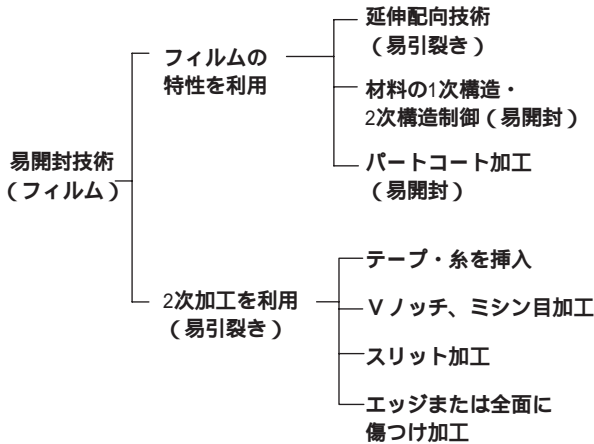 延伸配向技術
(易引裂き)
フィルムの
特性を利用
材料の1次構造・
2次構造制御(易開封)
易開封技術
(フィルム)
パートコート加工
(易開封)
テープ・糸を挿入
2次加工を利用
(易引裂き)
Vノッチ、ミシン目加工
スリット加工
エッジまたは全面に
傷つけ加工